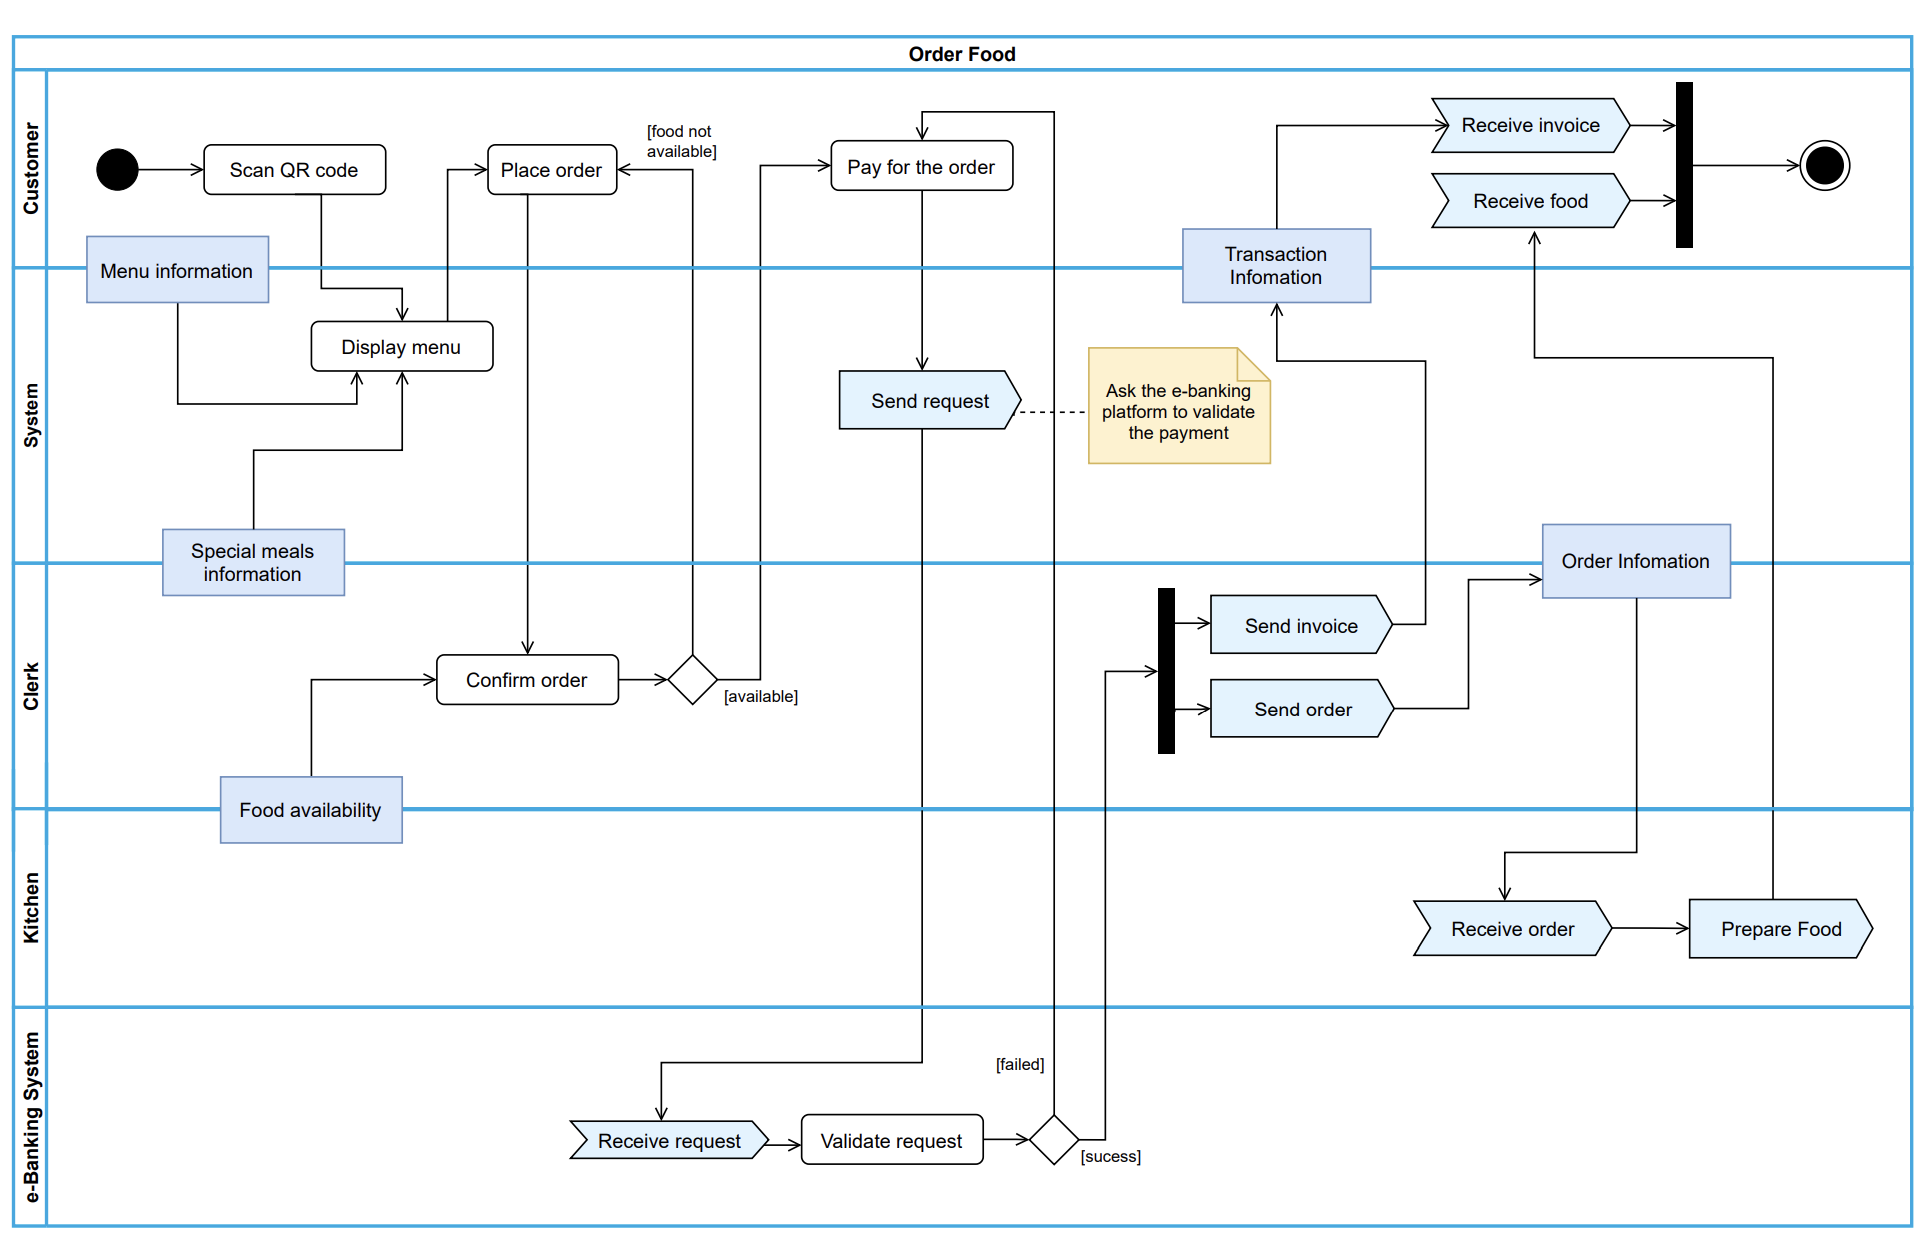 Order Food
Customer
Scan QR code
Place order
[food not
available]
Pay for the order
Receive invoice
Receive food
Menu information
Transaction
Infomation
System
Display menu
Send request
Ask the e-banking
platform to validate
the payment
Special meals
information
Order Infomation
Clerk
Confirm order
[available]
Send invoice
Send order
Food availability
Kitchen
Receive order
Prepare Food
e-Banking System
[failed]
Receive request
Validate request
[sucess]